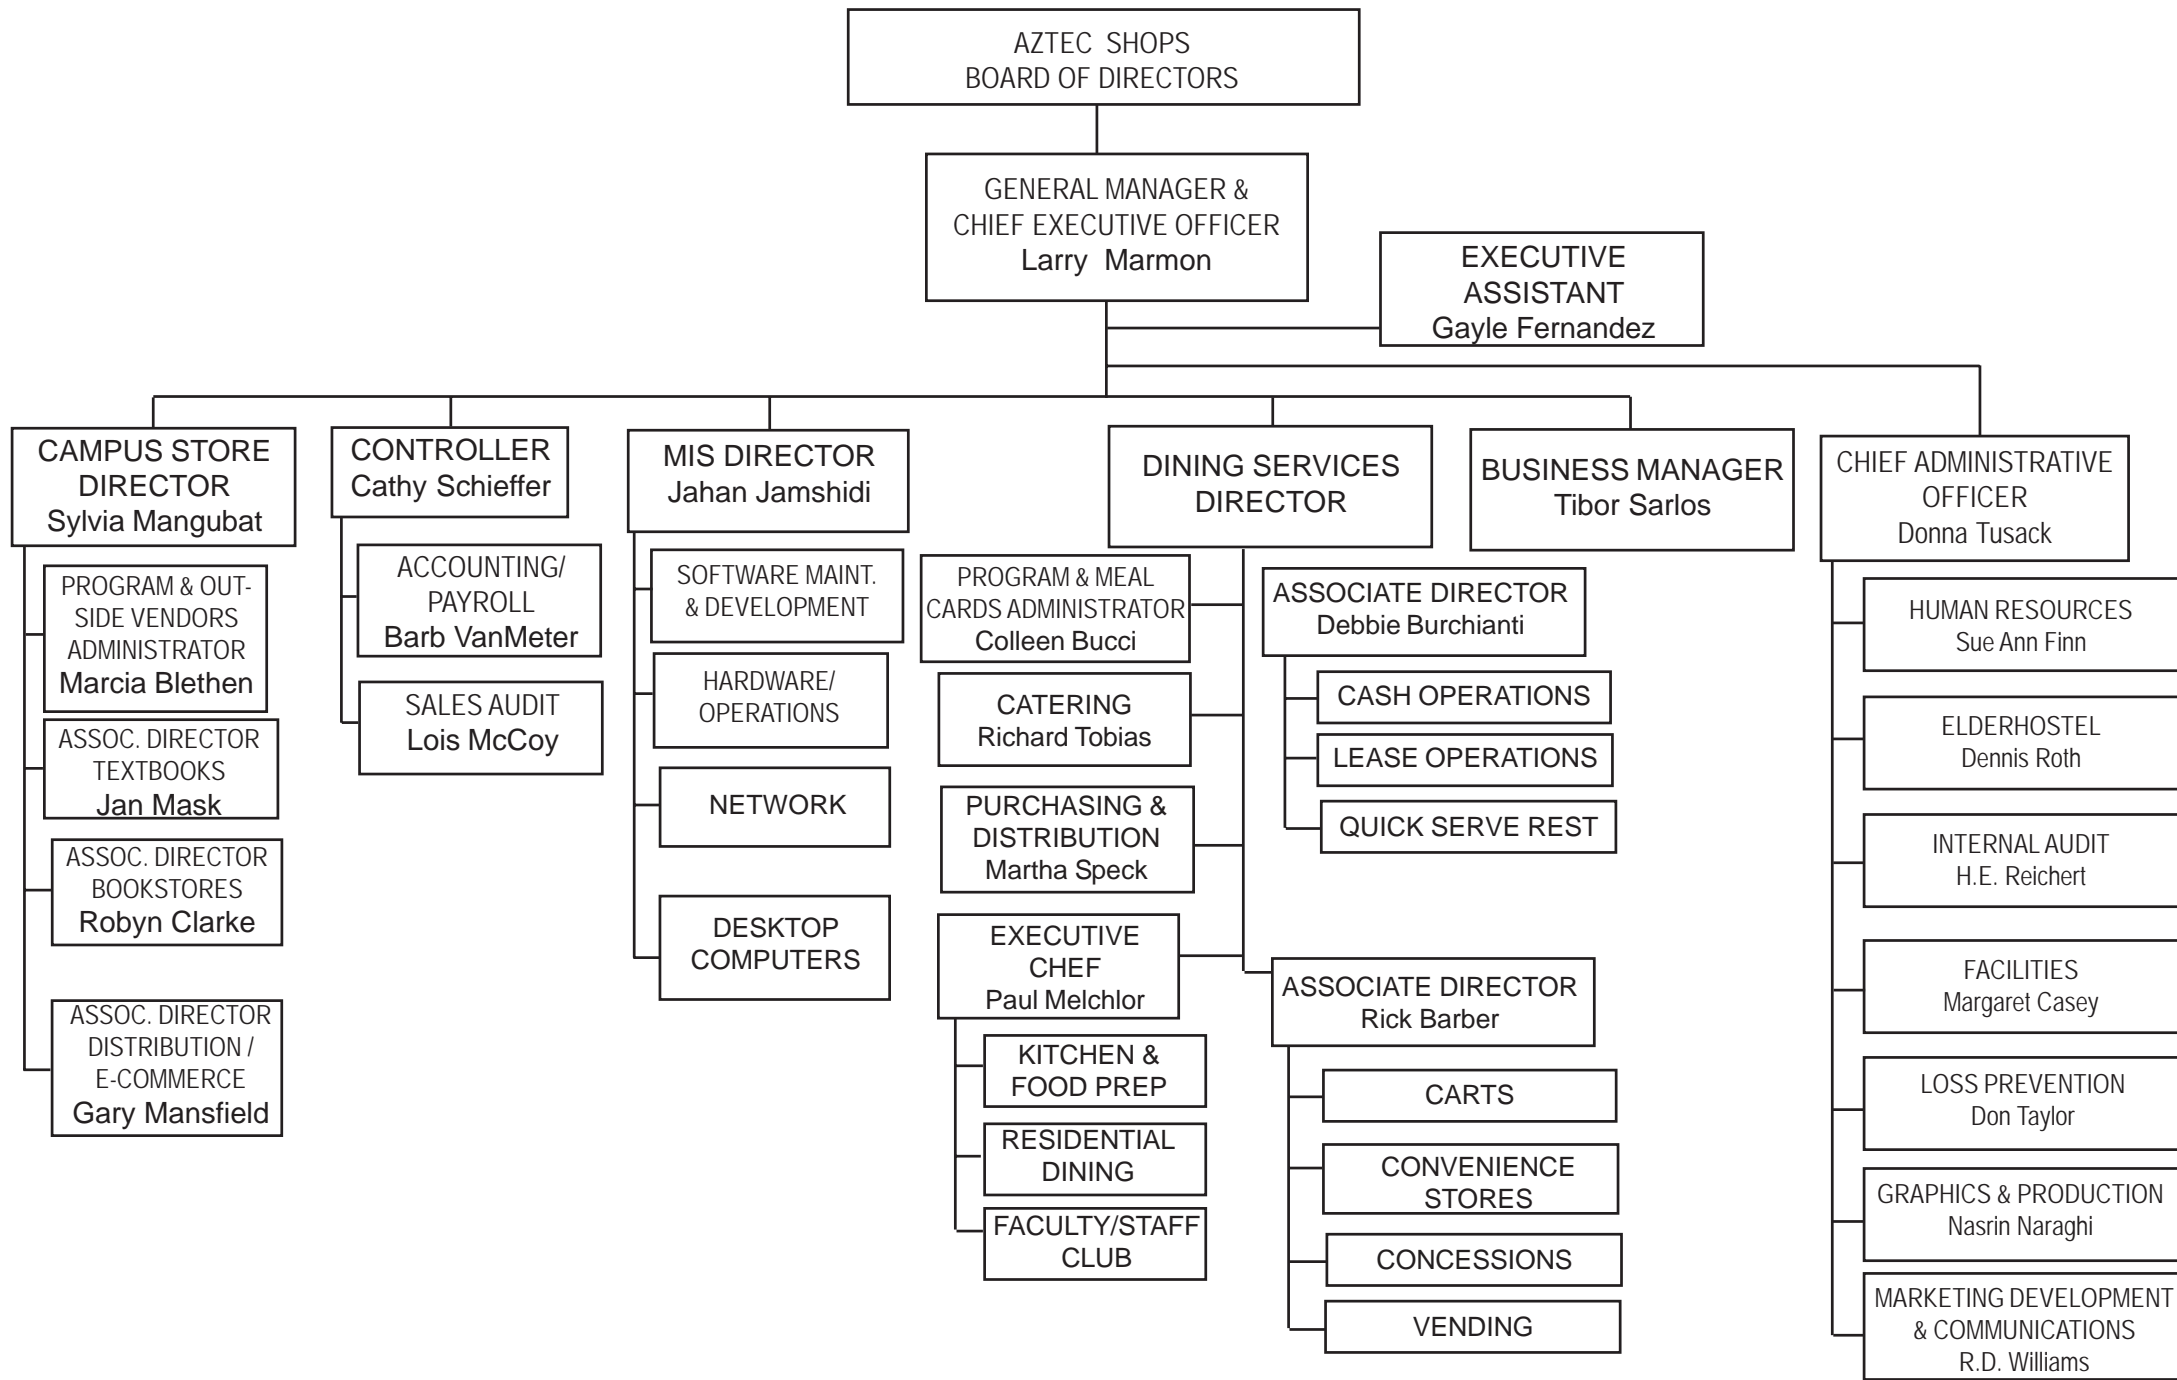 AZTEC SHOPS
BOARD OF DIRECTORS
GENERAL MANAGER &
CHIEF EXECUTIVE OFFICER
Larry Marmon
EXECUTIVE
ASSISTANT
Gayle Fernandez
CAMPUS STORE
DIRECTOR
Sylvia Mangubat
PROGRAM & OUT-
SIDE VENDORS
ADMINISTRATOR
Marcia Blethen
ASSOC. DIRECTOR
TEXTBOOKS
Jan Mask
ASSOC. DIRECTOR
BOOKSTORES
Robyn Clarke
ASSOC. DIRECTOR
DISTRIBUTION /
E-COMMERCE
Gary Mansfield
CONTROLLER
Cathy Schieffer
ACCOUNTING/
PAYROLL
Barb VanMeter
SALES AUDIT
Lois McCoy
MIS DIRECTOR
Jahan Jamshidi
SOFTWARE MAINT.
& DEVELOPMENT
HARDWARE/
OPERATIONS
NETWORK
DESKTOP
COMPUTERS
DINING SERVICES
DIRECTOR
PROGRAM & MEAL
CARDS ADMINISTRATOR
Colleen Bucci
CATERING
Richard Tobias
PURCHASING &
DISTRIBUTION
Martha Speck
EXECUTIVE
CHEF
Paul Melchlor
KITCHEN &
FOOD PREP
RESIDENTIAL
DINING
FACULTY/STAFF
CLUB
ASSOCIATE DIRECTOR
Debbie Burchianti
CASH OPERATIONS
LEASE OPERATIONS
QUICK SERVE REST
ASSOCIATE DIRECTOR
Rick Barber
CARTS
CONVENIENCE
STORES
CONCESSIONS
VENDING
BUSINESS MANAGER
Tibor Sarlos
CHIEF ADMINISTRATIVE
OFFICER
Donna Tusack
HUMAN RESOURCES
Sue Ann Finn
ELDERHOSTEL
Dennis Roth
INTERNAL AUDIT
H.E. Reichert
FACILITIES
Margaret Casey
LOSS PREVENTION
Don Taylor
GRAPHICS & PRODUCTION
Nasrin Naraghi
MARKETING DEVELOPMENT
& COMMUNICATIONS
R.D. Williams